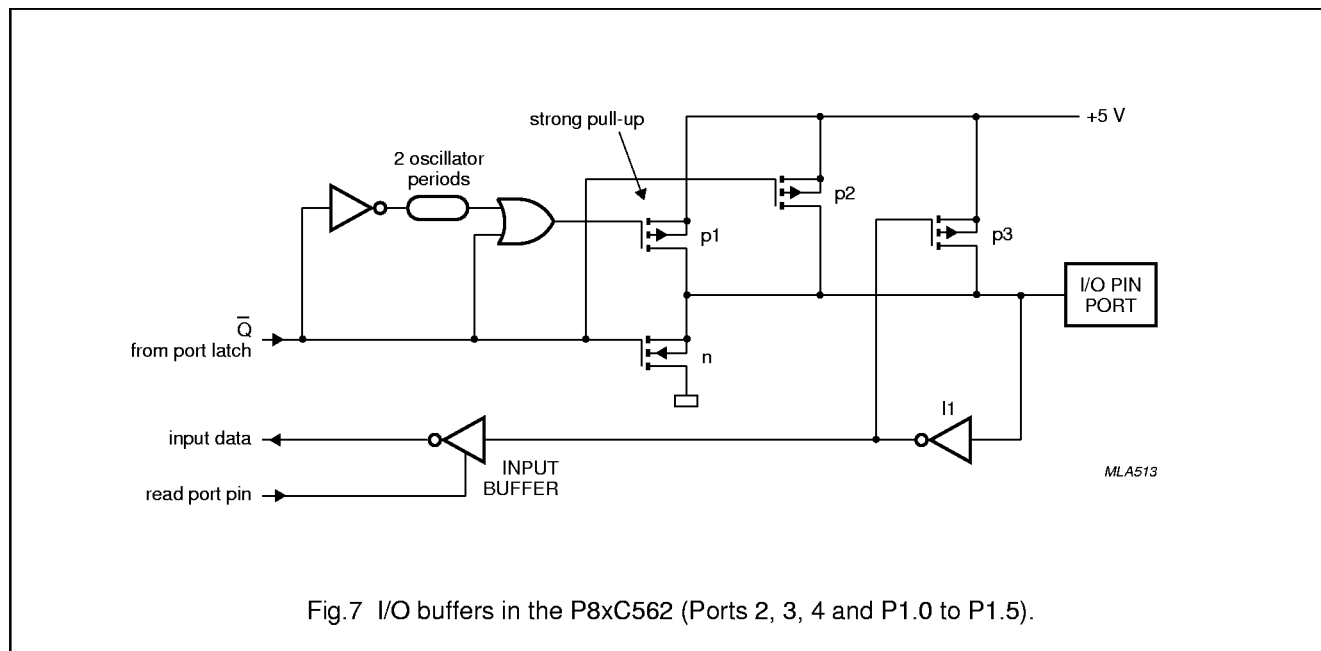 strong pull-up
+5 V
2 oscillator
periods
p2
p1
p3
I/O PIN
PORT
Q̅
from port latch
n
I1
input data
INPUT
BUFFER
MLA513
read port pin
Fig.7 I/O buffers in the P8xC562 (Ports 2, 3, 4 and P1.0 to P1.5).